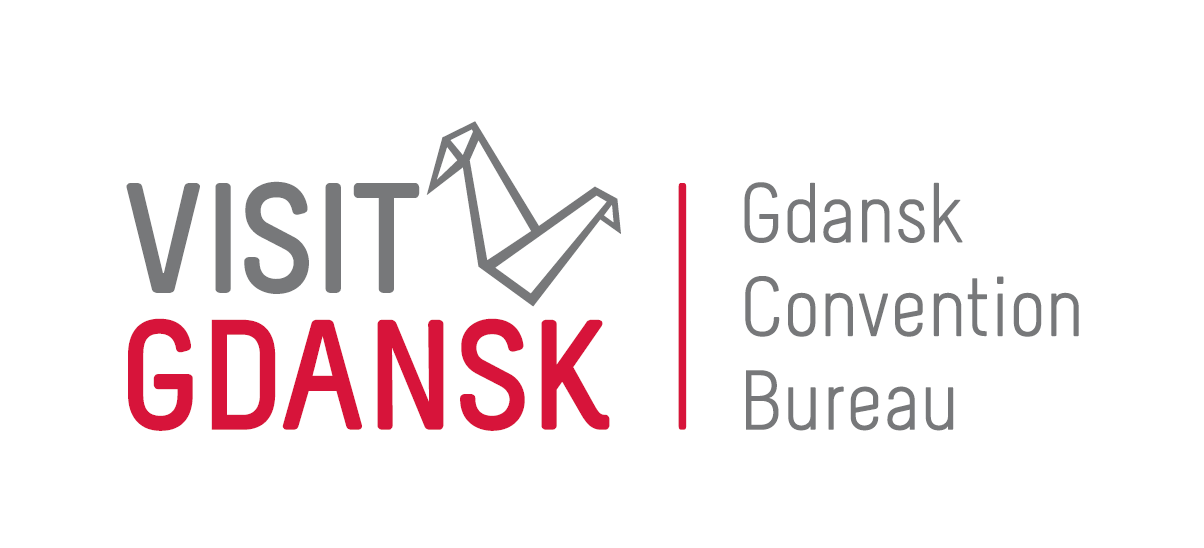 VISIT
GDANSK
Gdansk
Convention
Bureau